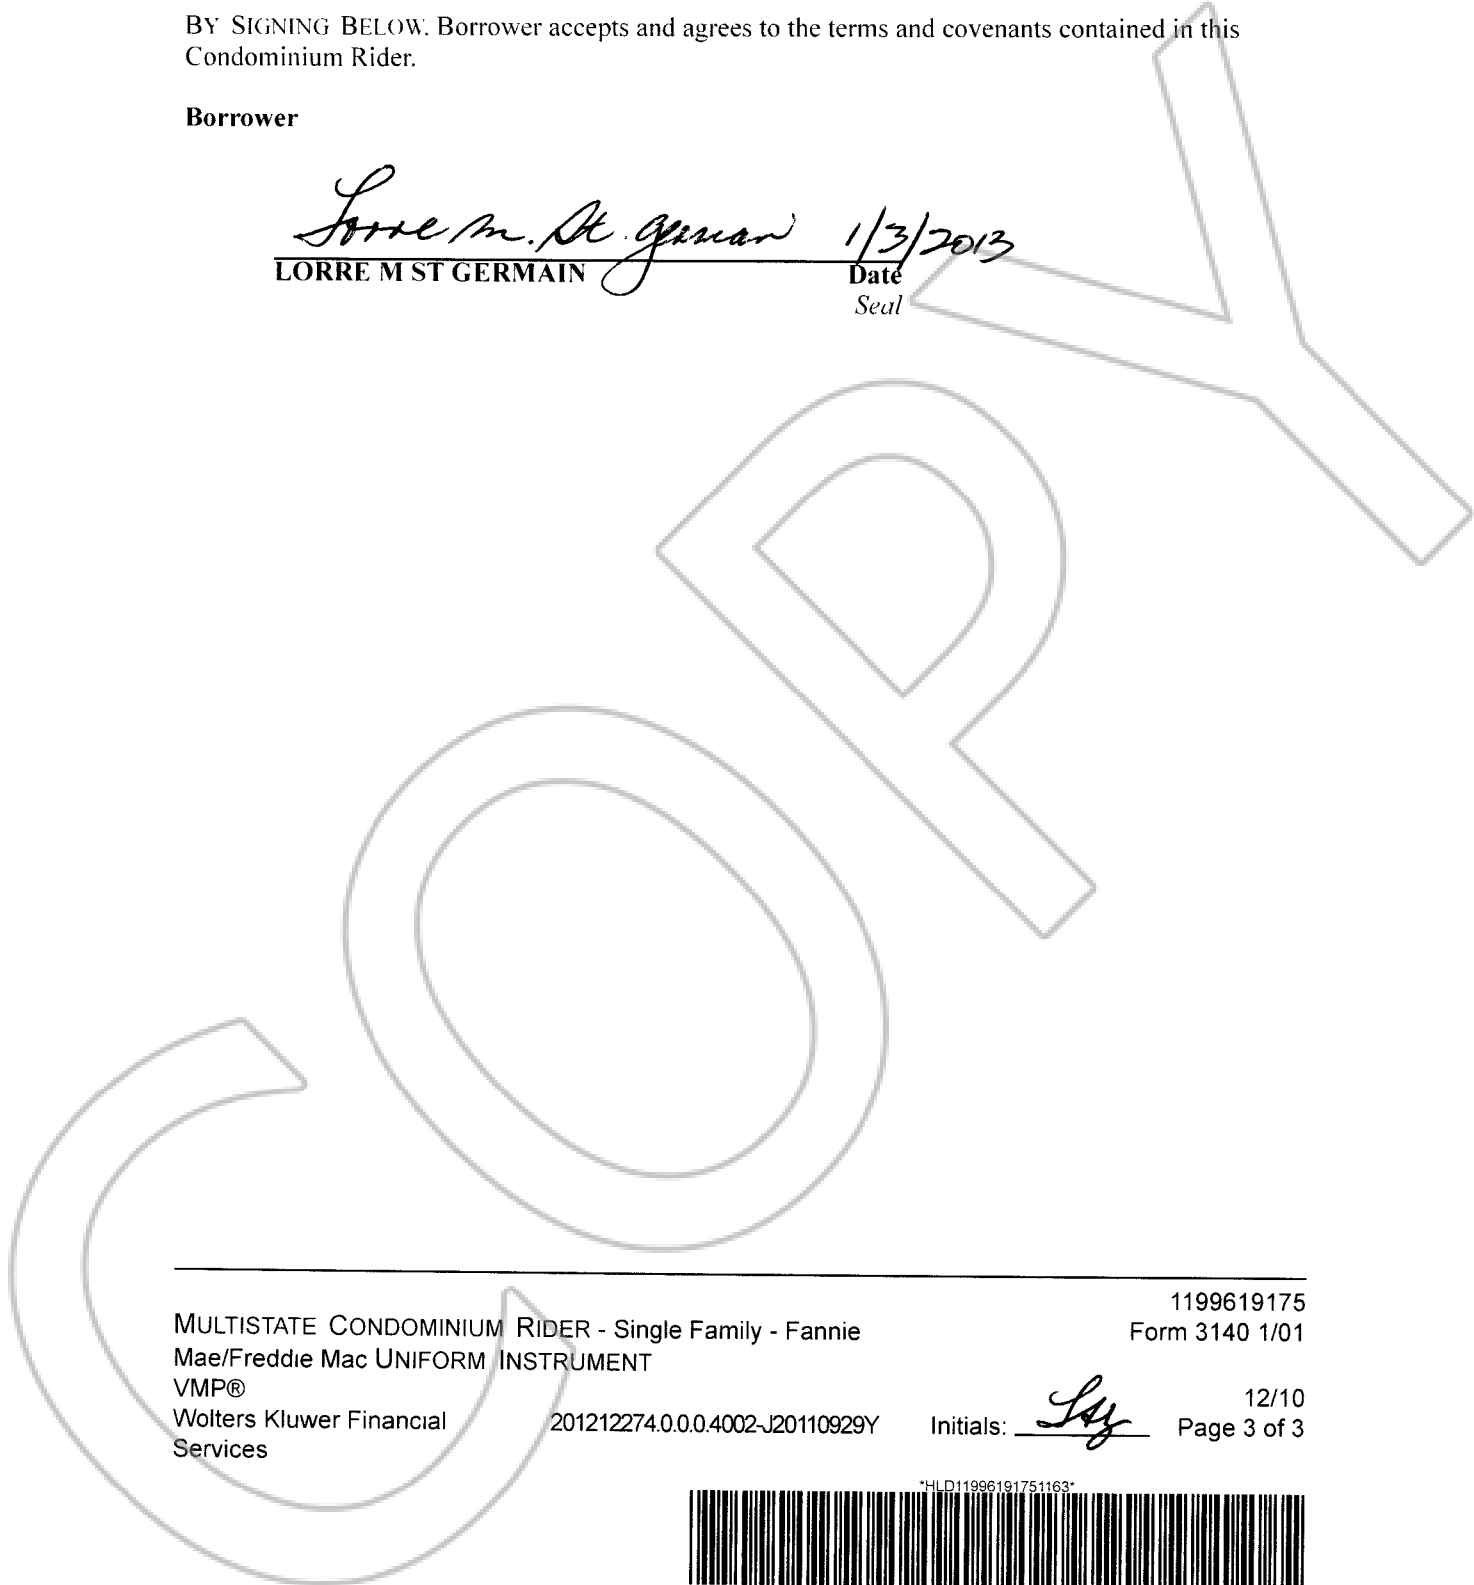 BY SIGNING BELOW. Borrower accepts and agrees to the terms and covenants contained in this
Condominium Rider.
Borrower
Lorre M. St. Germain 1/3/2013
LORRE M ST GERMAIN Date
Seal
COPY
1199619175
MULTISTATE CONDOMINIUM RIDER - Single Family - Fannie Form 3140 1/01
Mae/Freddie Mac UNIFORM INSTRUMENT
VMP® 12/10
Wolters Kluwer Financial 201212274.0.0.0.4002-J20110929Y Initials: Page 3 of 3
Services
*HLD11996191751163*